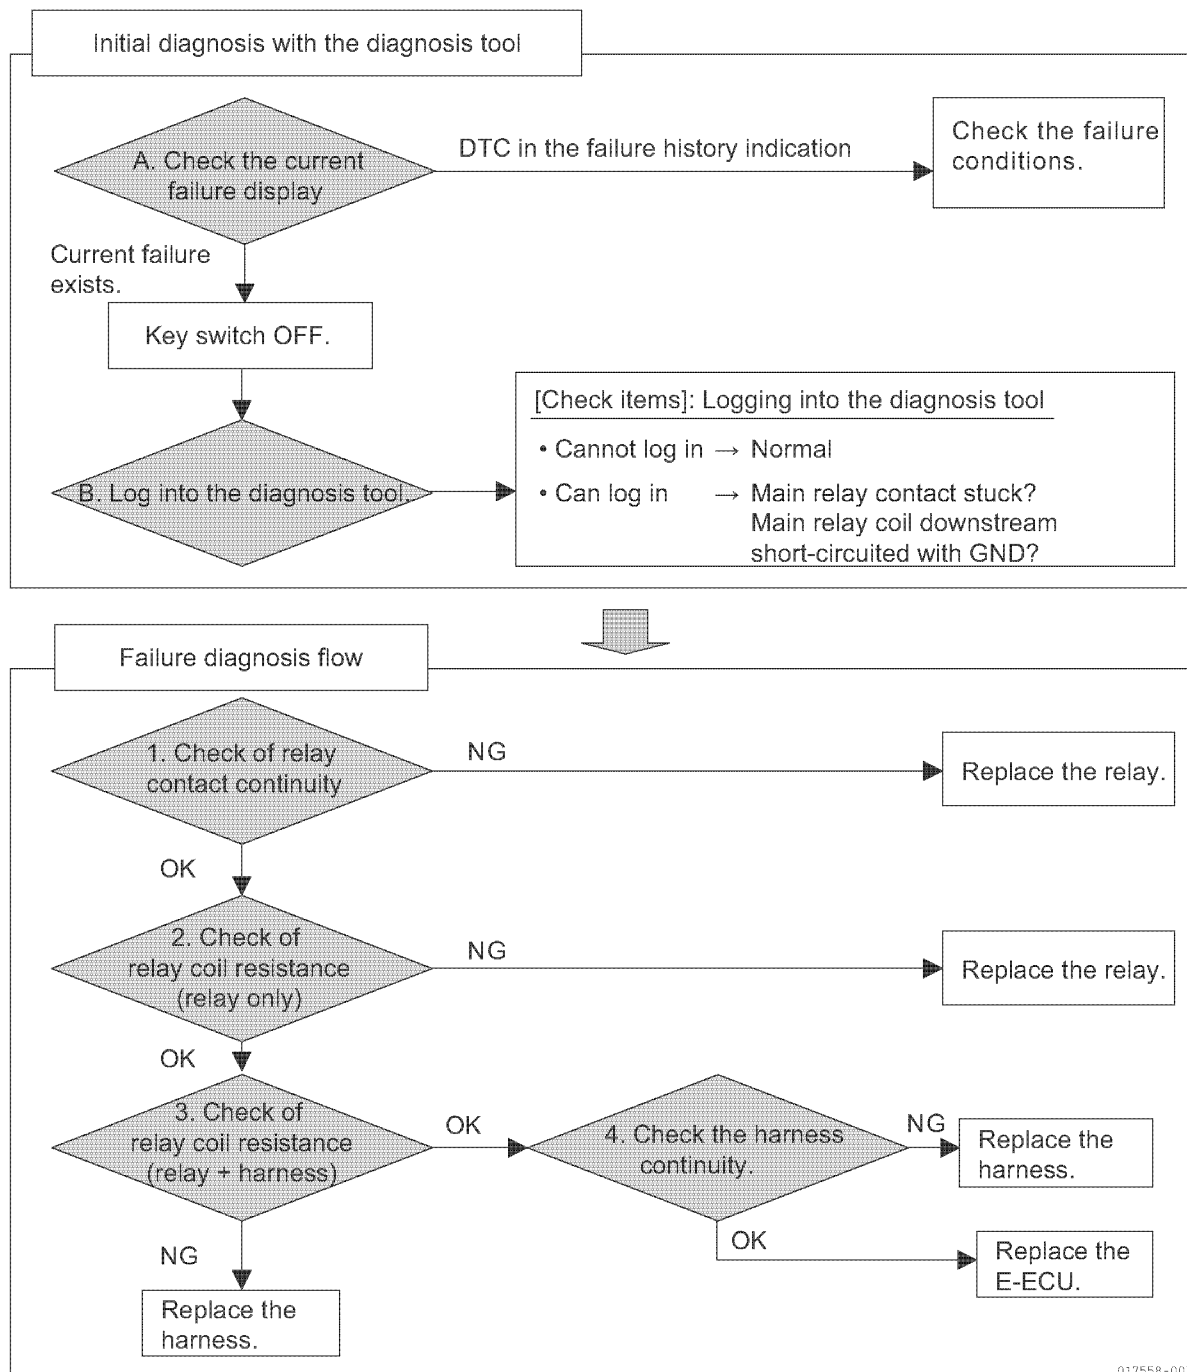 Initial diagnosis with the diagnosis tool
A. Check the current
failure display
DTC in the failure history indication
Check the failure
conditions.
Current failure
exists.
Key switch OFF.
B. Log into the diagnosis tool.
[Check items]: Logging into the diagnosis tool
• Cannot log in → Normal
• Can log in → Main relay contact stuck?
Main relay coil downstream
short-circuited with GND?
Failure diagnosis flow
1. Check of relay
contact continuity
NG
Replace the relay.
OK
2. Check of
relay coil resistance
(relay only)
NG
Replace the relay.
OK
3. Check of
relay coil resistance
(relay + harness)
OK
4. Check the harness
continuity.
NG
Replace the
harness.
OK
Replace the
E-ECU.
NG
Replace the
harness.
017558-00